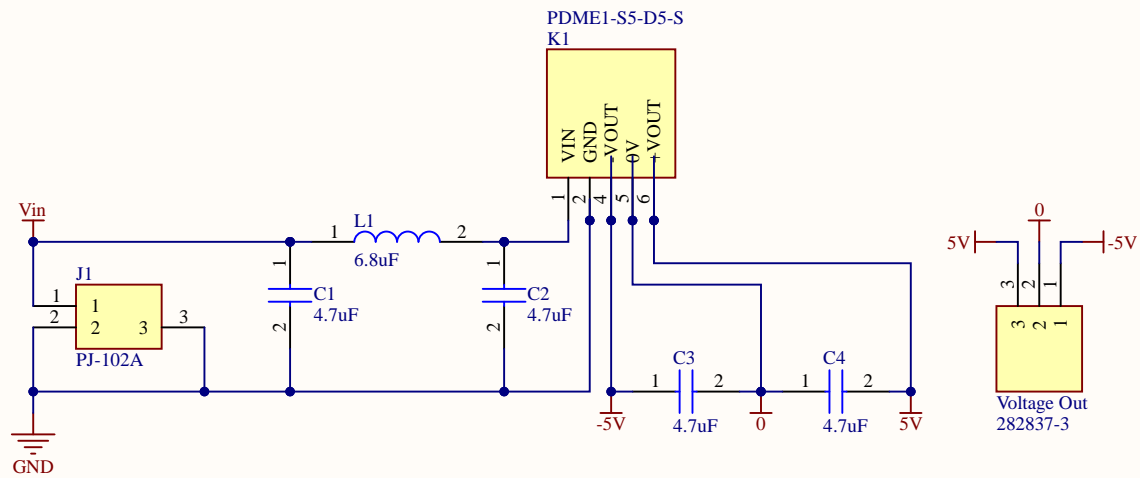 PDME1-S5-D5-S
K1
VIN
GND
-VOUT
0V
+VOUT
1
2
4
5
6
Vin
J1
1
2
1
2
3
3
PJ-102A
GND
1
L1
2
6.8uF
1
C1
4.7uF
2
1
C2
4.7uF
2
C3
1
2
4.7uF
C4
1
2
4.7uF
-5V
0
5V
0
5V
-5V
3
2
1
3
2
1
Voltage Out
282837-3